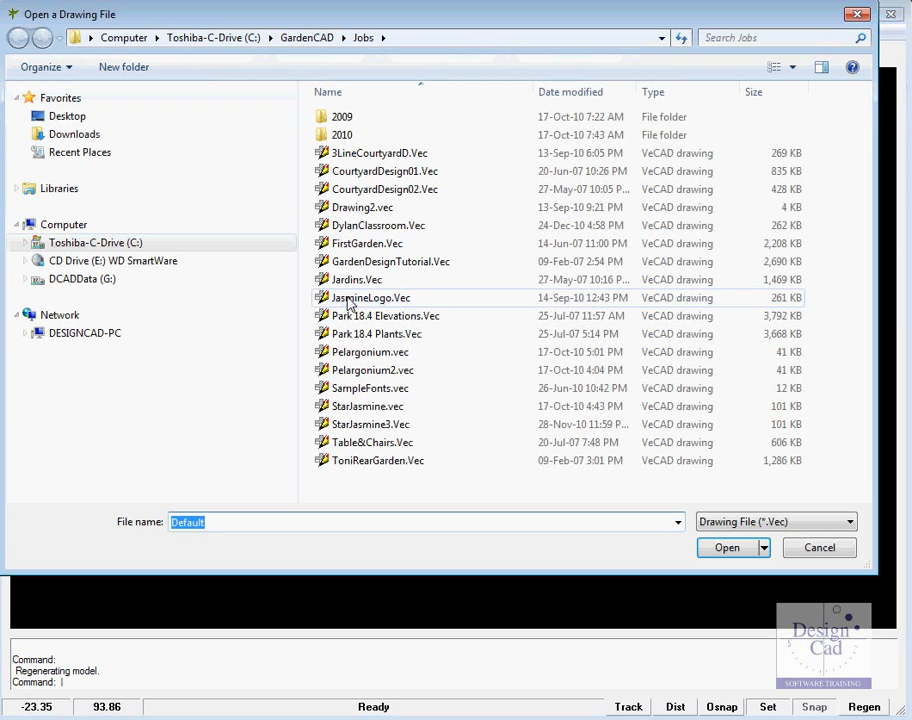 Open a Drawing File
Computer Toshiba-C-Drive (C:) GardenCAD Jobs Search Jobs
Organize New folder
Favorites
Desktop
Downloads
Recent Places
Libraries
Computer
Toshiba-C-Drive (C:)
CD Drive (E:) WD SmartWare
DCADData (G:)
Network
DESIGNCAD-PC
Name Date modified Type Size
2009 17-Oct-10 7:22 AM File folder
2010 17-Oct-10 7:43 AM File folder
3LineCourtyardD.Vec 13-Sep-10 6:05 PM VeCAD drawing 269 KB
CourtyardDesign01.Vec 20-Jun-07 10:26 PM VeCAD drawing 835 KB
CourtyardDesign02.Vec 27-May-07 10:05 P... VeCAD drawing 428 KB
Drawing2.vec 13-Sep-10 9:21 PM VeCAD drawing 4 KB
DylanClassroom.Vec 24-Dec-10 4:58 PM VeCAD drawing 262 KB
FirstGarden.Vec 14-Jun-07 11:00 PM VeCAD drawing 2,208 KB
GardenDesignTutorial.Vec 09-Feb-07 2:54 PM VeCAD drawing 2,690 KB
Jardins.Vec 27-May-07 10:16 P... VeCAD drawing 1,469 KB
JasmineLogo.Vec 14-Sep-10 12:43 PM VeCAD drawing 261 KB
Park 18.4 Elevations.Vec 25-Jul-07 11:57 AM VeCAD drawing 3,792 KB
Park 18.4 Plants.Vec 25-Jul-07 5:14 PM VeCAD drawing 3,668 KB
Pelargonium.vec 17-Oct-10 5:01 PM VeCAD drawing 41 KB
Pelargonium2.vec 17-Oct-10 4:04 PM VeCAD drawing 41 KB
SampleFonts.vec 26-Jun-10 10:42 PM VeCAD drawing 12 KB
StarJasmine.vec 17-Oct-10 4:43 PM VeCAD drawing 101 KB
StarJasmine3.Vec 28-Nov-10 11:59 P... VeCAD drawing 101 KB
Table&Chairs.Vec 20-Jul-07 7:48 PM VeCAD drawing 606 KB
ToniRearGarden.Vec 09-Feb-07 3:01 PM VeCAD drawing 1,286 KB
File name: Default Drawing File (*.Vec)
Open Cancel
Design
Cad
SOFTWARE TRAINING
Command:
Regenerating model.
Command:
-23.35 93.86 Ready Track Dist Osnap Set Snap Regen